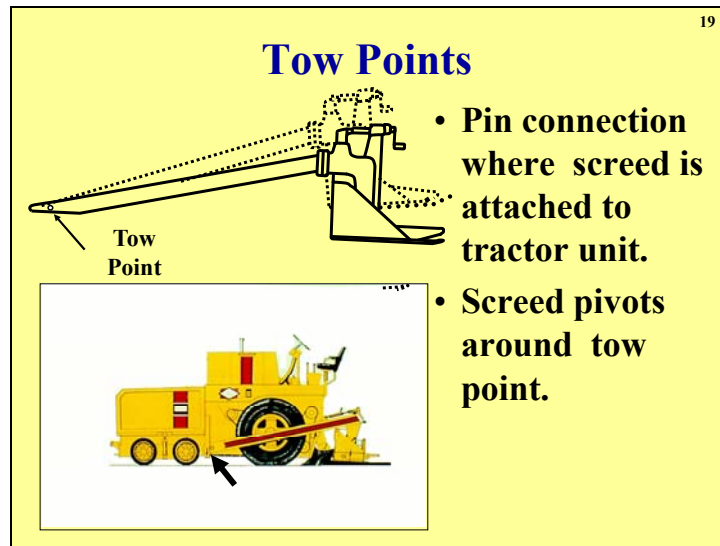 19
Tow Points
• Pin connection
where screed is
attached to
tractor unit.
• Screed pivots
around tow
point.
Tow
Point